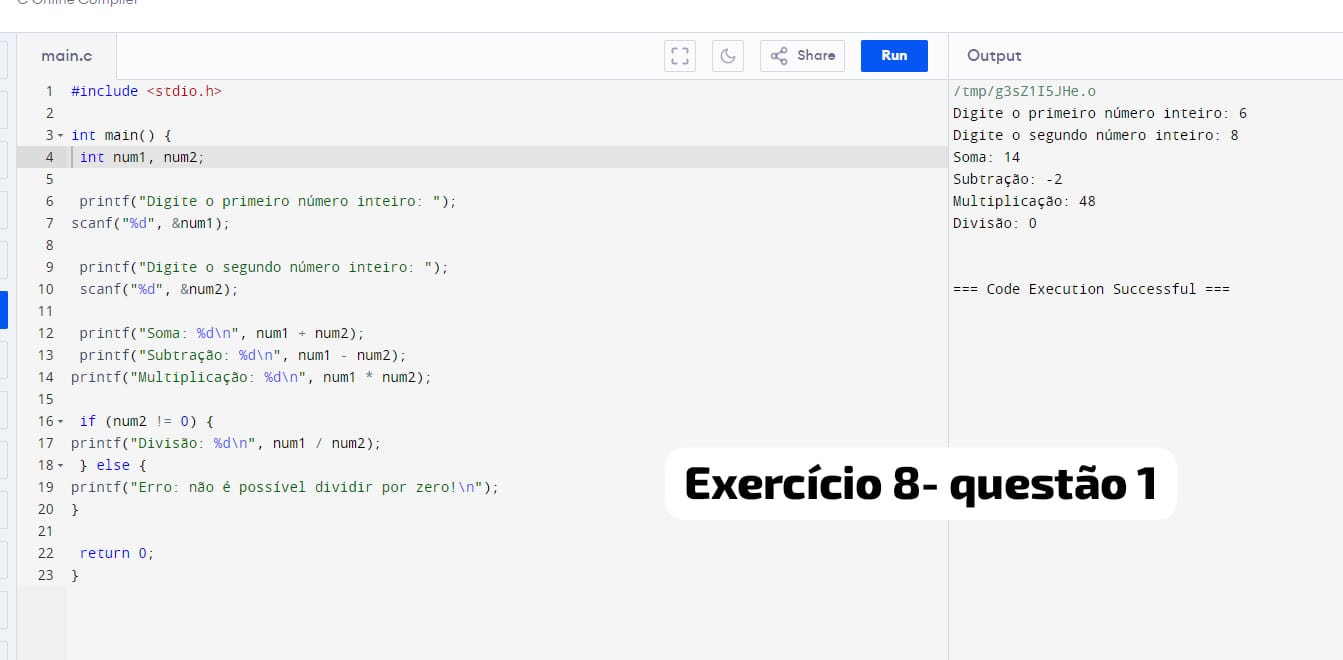 C Online Compiler
main.c
Share
Run
Output
1 #include <stdio.h>
2
3 int main() {
4 int num1, num2;
5
6 printf("Digite o primeiro número inteiro: ");
7 scanf("%d", &num1);
8
9 printf("Digite o segundo número inteiro: ");
10 scanf("%d", &num2);
11
12 printf("Soma: %d\n", num1 + num2);
13 printf("Subtração: %d\n", num1 - num2);
14 printf("Multiplicação: %d\n", num1 * num2);
15
16 if (num2 != 0) {
17 printf("Divisão: %d\n", num1 / num2);
18 } else {
19 printf("Erro: não é possível dividir por zero!\n");
20 }
21
22 return 0;
23 }
/tmp/g3sZ1I5JHe.o
Digite o primeiro número inteiro: 6
Digite o segundo número inteiro: 8
Soma: 14
Subtração: -2
Multiplicação: 48
Divisão: 0
=== Code Execution Successful ===
Exercício 8- questão 1